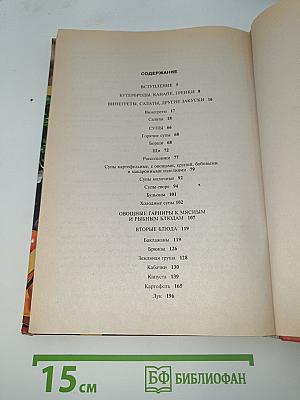 СОДЕРЖАНИЕ
ВСТУПЛЕНИЕ 5
БУТЕРБРОДЫ, КАНАПЕ, ГРЕНКИ 8
ВИНЕГРЕТЫ, САЛАТЫ, ДРУГИЕ ЗАКУСКИ 16
Винегреты 17
Салаты 18
СУПЫ 66
Горячие супы 68
Борщи 68
Щи 72
Рассольники 77
Супы картофельные, с овощами, крупой, бобовыми
и макаронными изделиями 79
Супы молочные 92
Супы-пюре 94
Бульоны 101
Холодные супы 102
ОВОЩНЫЕ ГАРНИРЫ К МЯСНЫМ
И РЫБНЫМ БЛЮДАМ 107
ВТОРЫЕ БЛЮДА 119
Баклажаны 119
Брюква 126
Земляная груша 128
Кабачки 130
Капуста 139
Картофель 165
Лук 196
15 см
БФ БИБЛИОФАН